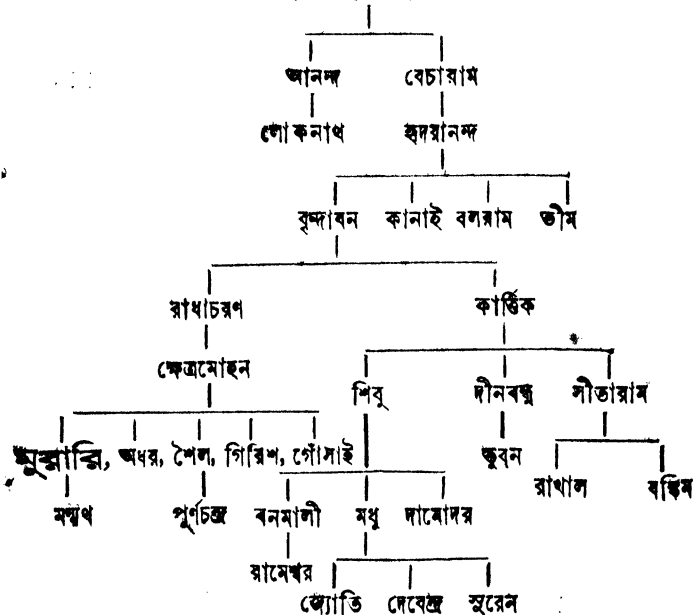 আনন্দ বেচারাম
লোকনাথ হৃদয়ানন্দ
বৃন্দাবন কানাই বলরাম ভীম
রাধাচরণ কার্ত্তিক
ক্ষেত্রমোহন
শিবু দীনবন্ধু সীতারাম
মুরারি, অধর, শৈল, গিরিশ, গোঁসাই
ভুবন
রাখাল বঙ্কিম
মন্মথ পূর্ণচন্দ্র বনমালী মধু দামোদর
রামেশ্বর
জ্যোতি দেবেন্দ্র সুরেন